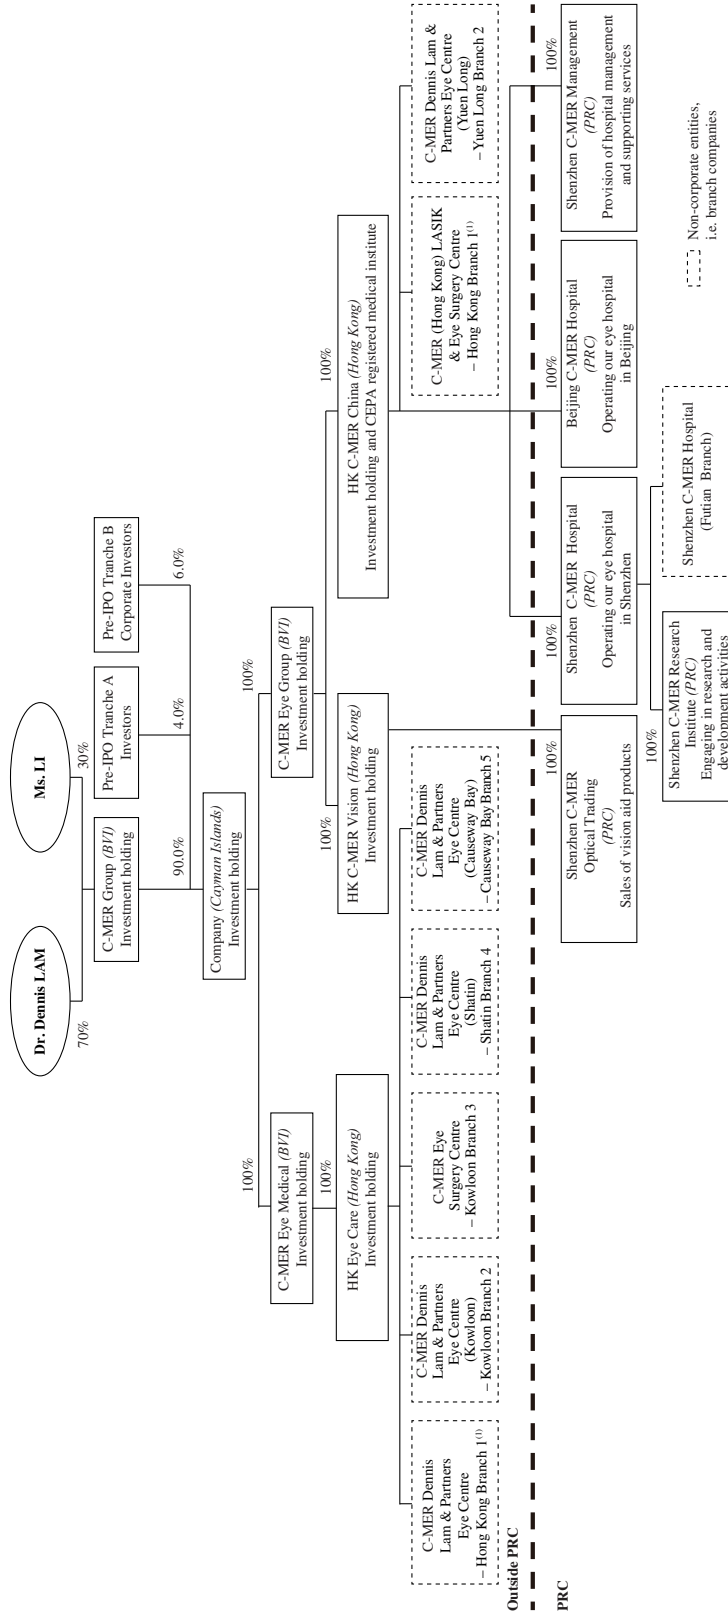 Dr. Dennis LAM
Ms. LI
70%
30%
C-MER Group (BVI)
Investment holding
Pre-IPO Tranche A
Investors
Pre-IPO Tranche B
Corporate Investors
90.0%
4.0%
6.0%
Company (Cayman Islands)
Investment holding
100%
100%
C-MER Eye Medical (BVI)
Investment holding
C-MER Eye Group (BVI)
Investment holding
100%
100%
100%
HK Eye Care (Hong Kong)
Investment holding
HK C-MER Vision (Hong Kong)
Investment holding
HK C-MER China (Hong Kong)
Investment holding and CEPA registered medical institute
C-MER Dennis
Lam & Partners
Eye Centre
– Hong Kong Branch 1(1)
C-MER Dennis
Lam & Partners
Eye Centre
(Kowloon)
– Kowloon Branch 2
C-MER Eye
Surgery Centre
– Kowloon Branch 3
C-MER Dennis
Lam & Partners
Eye Centre
(Shatin)
– Shatin Branch 4
C-MER Dennis
Lam & Partners
Eye Centre
(Causeway Bay)
– Causeway Bay Branch 5
C-MER (Hong Kong) LASIK
& Eye Surgery Centre
– Hong Kong Branch 1(1)
C-MER Dennis Lam &
Partners Eye Centre
(Yuen Long)
– Yuen Long Branch 2
Outside PRC
PRC
100%
100%
100%
100%
Shenzhen C-MER
Optical Trading
(PRC)
Sales of vision aid products
Shenzhen C-MER Hospital
(PRC)
Operating our eye hospital
in Shenzhen
Beijing C-MER Hospital
(PRC)
Operating our eye hospital
in Beijing
Shenzhen C-MER Management
(PRC)
Provision of hospital management
and supporting services
100%
Shenzhen C-MER Research
Institute (PRC)
Engaging in research and
development activities
Shenzhen C-MER Hospital
(Futian Branch)
Non-corporate entities,
i.e. branch companies